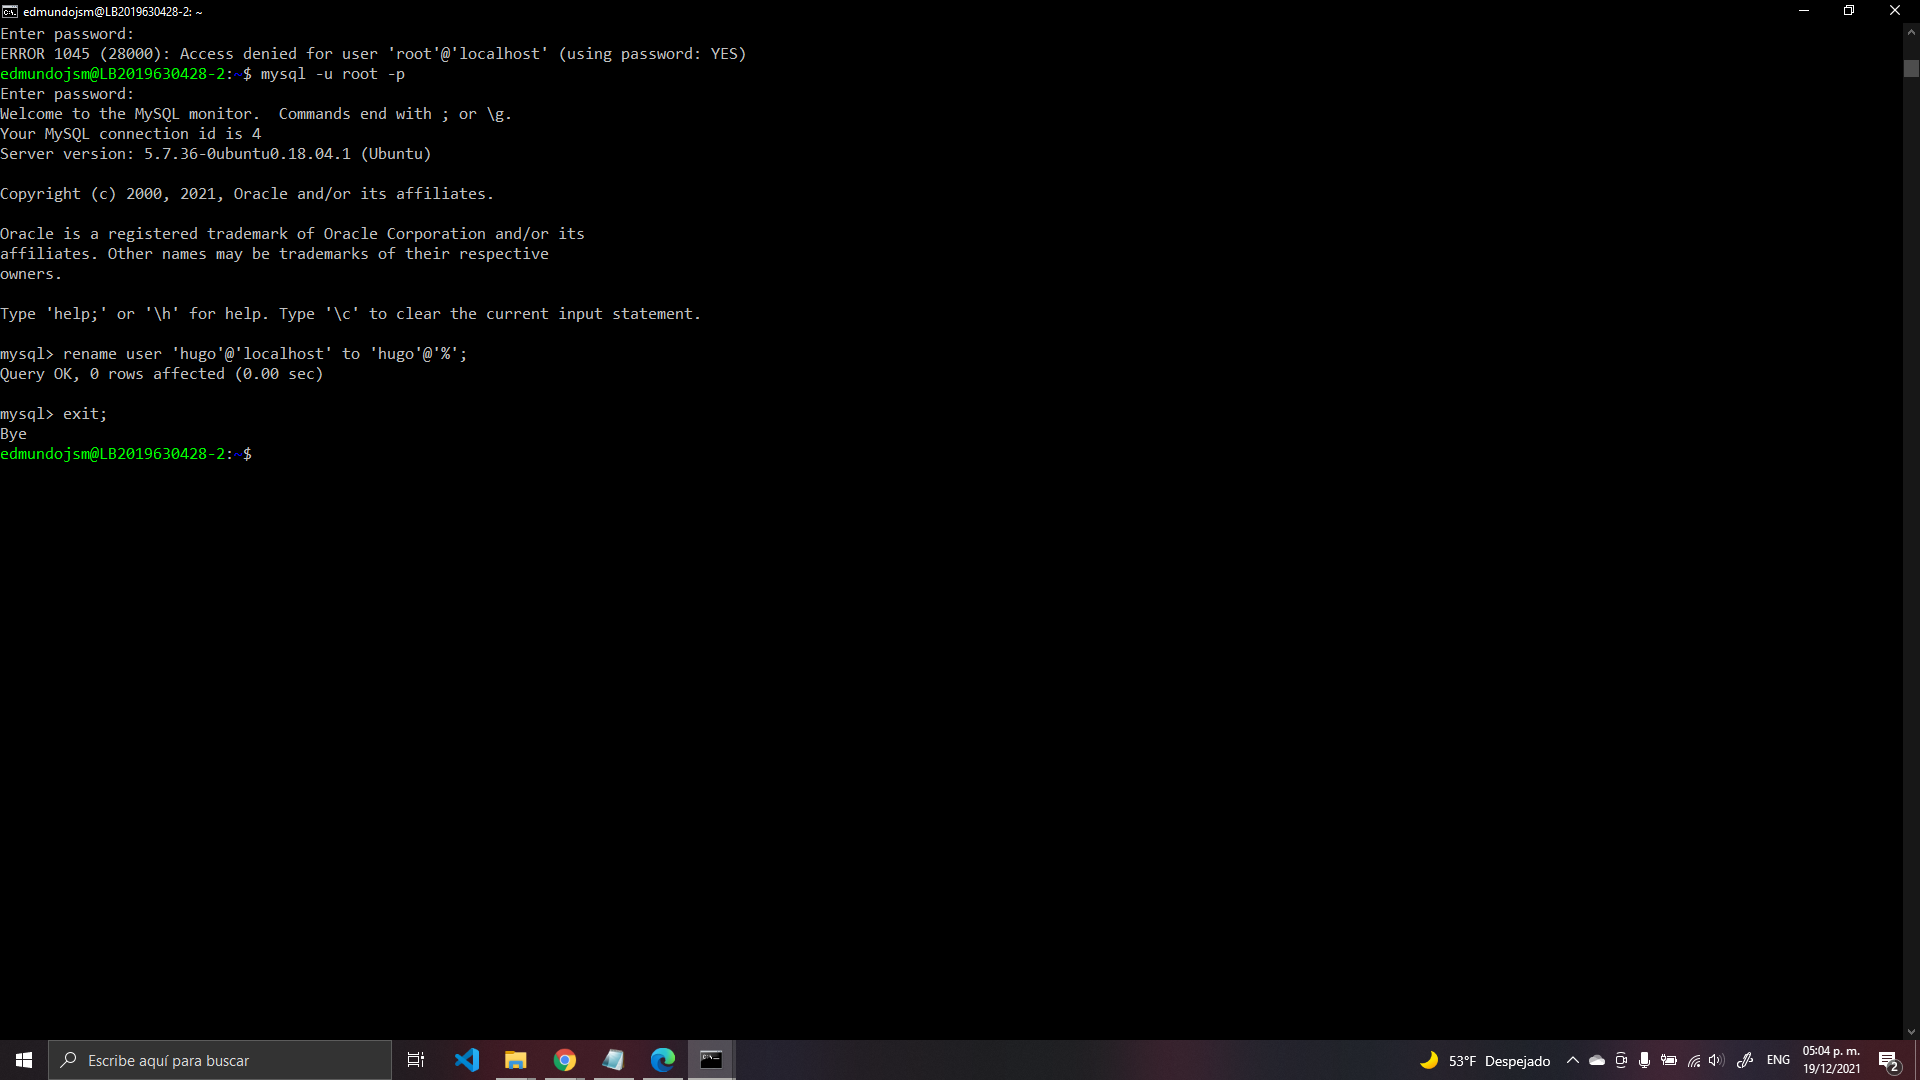 edmundojsm@LB2019630428-2: ~
Enter password:
ERROR 1045 (28000): Access denied for user 'root'@'localhost' (using password: YES)
edmundojsm@LB2019630428-2:~$ mysql -u root -p
Enter password:
Welcome to the MySQL monitor.  Commands end with ; or \g.
Your MySQL connection id is 4
Server version: 5.7.36-0ubuntu0.18.04.1 (Ubuntu)
Copyright (c) 2000, 2021, Oracle and/or its affiliates.
Oracle is a registered trademark of Oracle Corporation and/or its
affiliates. Other names may be trademarks of their respective
owners.
Type 'help;' or '\h' for help. Type '\c' to clear the current input statement.
mysql> rename user 'hugo'@'localhost' to 'hugo'@'%';
Query OK, 0 rows affected (0.00 sec)
mysql> exit;
Bye
edmundojsm@LB2019630428-2:~$
Escribe aquí para buscar
53°F Despejado
ENG
05:04 p. m.
19/12/2021
2